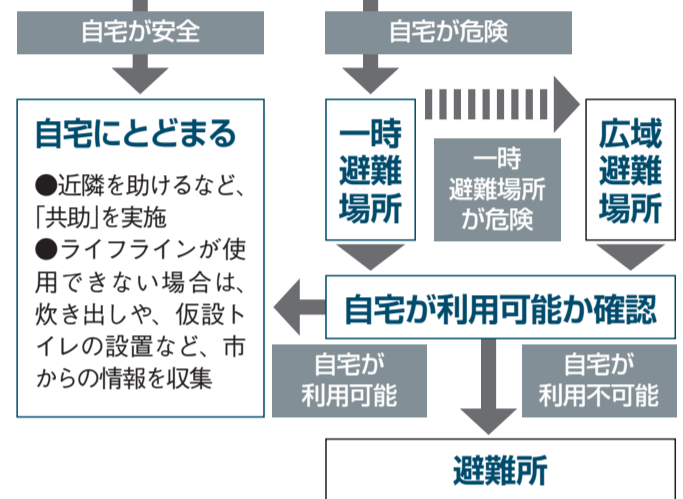 自宅が安全
自宅が危険
自宅にとどまる
●近隣を助けるなど、
「共助」を実施
●ライフラインが使
用できない場合は、
炊き出しや、仮設ト
イレの設置など、市
からの情報を収集
一時
避難
場所
一時
避難場所
が危険
広域
避難
場所
自宅が利用可能か確認
自宅が
利用可能
自宅が
利用不可能
避難所